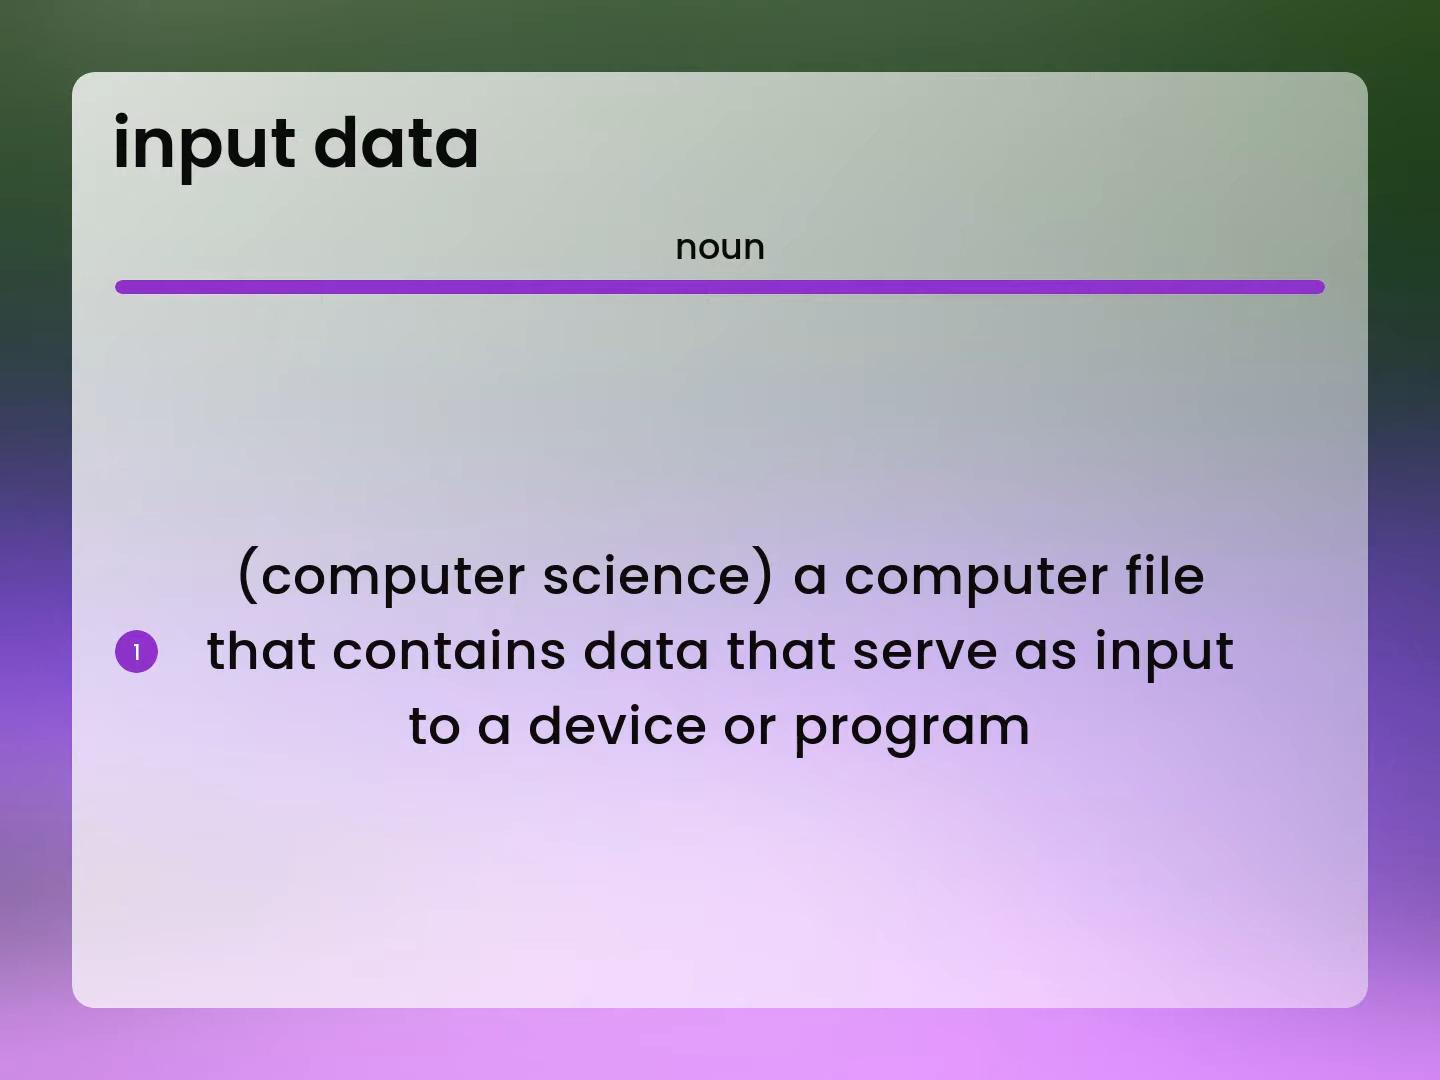 input data
noun
(computer science) a computer file
1 that contains data that serve as input
to a device or program